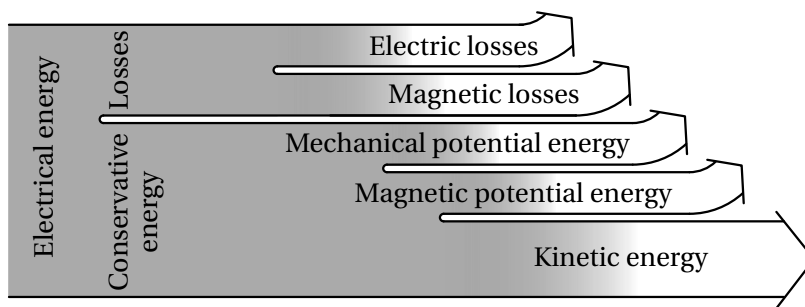 Electrical energy
Losses
Conservative
energy
Electric losses
Magnetic losses
Mechanical potential energy
Magnetic potential energy
Kinetic energy